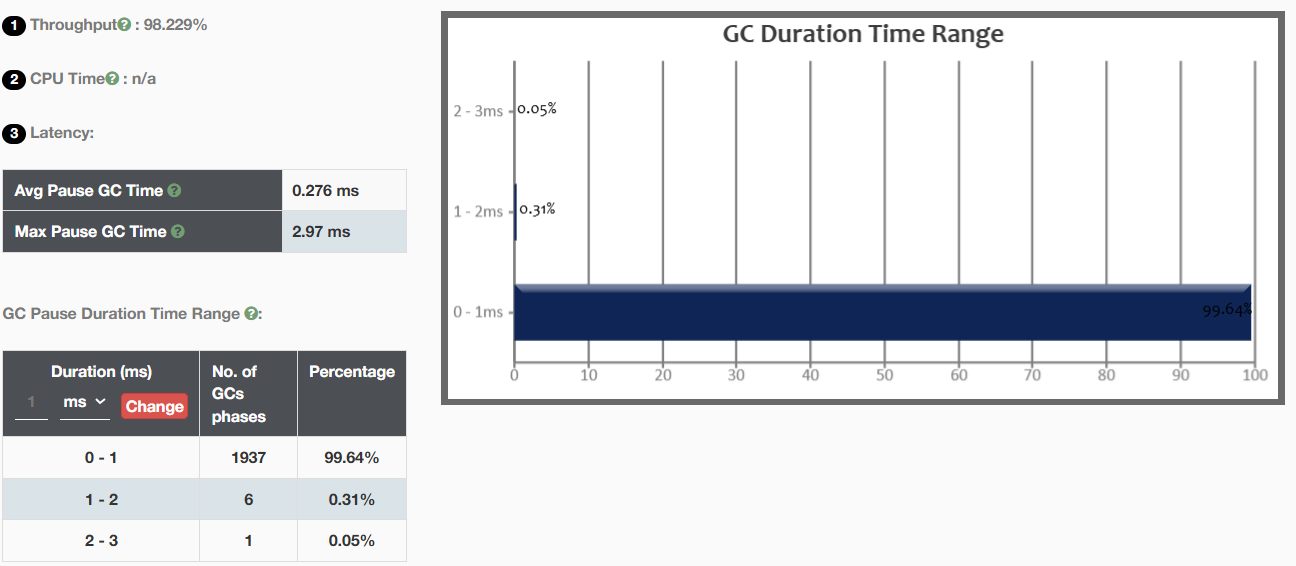 1 Throughput? : 98.229%
2 CPU Time? : n/a
3 Latency:
Avg Pause GC Time ? 0.276 ms
Max Pause GC Time ? 2.97 ms
GC Pause Duration Time Range ?:
Duration (ms) No. of GCs phases Percentage
1 ms Change
0 - 1 1937 99.64%
1 - 2 6 0.31%
2 - 3 1 0.05%
GC Duration Time Range
2 - 3ms 0.05%
1 - 2ms 0.31%
0 - 1ms 99.64%
0 10 20 30 40 50 60 70 80 90 100